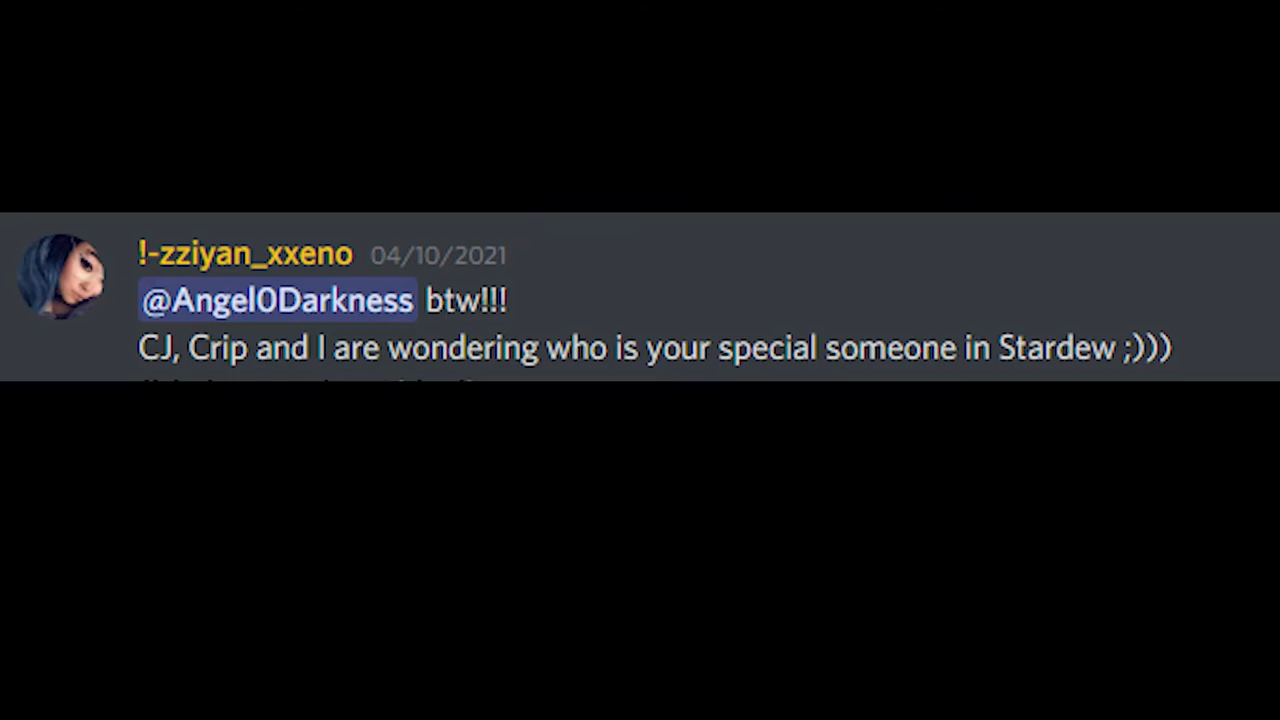 !-zziyan_xxeno 04/10/2021
@Angel0Darkness btw!!!
CJ, Crip and I are wondering who is your special someone in Stardew ;)))